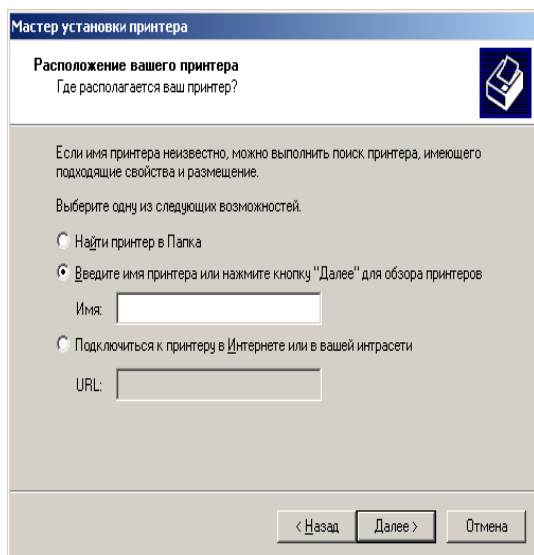 Мастер установки принтера
Расположение вашего принтера
Где располагается ваш принтер?
Если имя принтера неизвестно, можно выполнить поиск принтера, имеющего
подходящие свойства и размещение.
Выберите одну из следующих возможностей.
Найти принтер в Папка
Введите имя принтера или нажмите кнопку "Далее" для обзора принтеров
Имя:
Подключиться к принтеру в Интернете или в вашей интрасети
URL:
< Назад Далее > Отмена